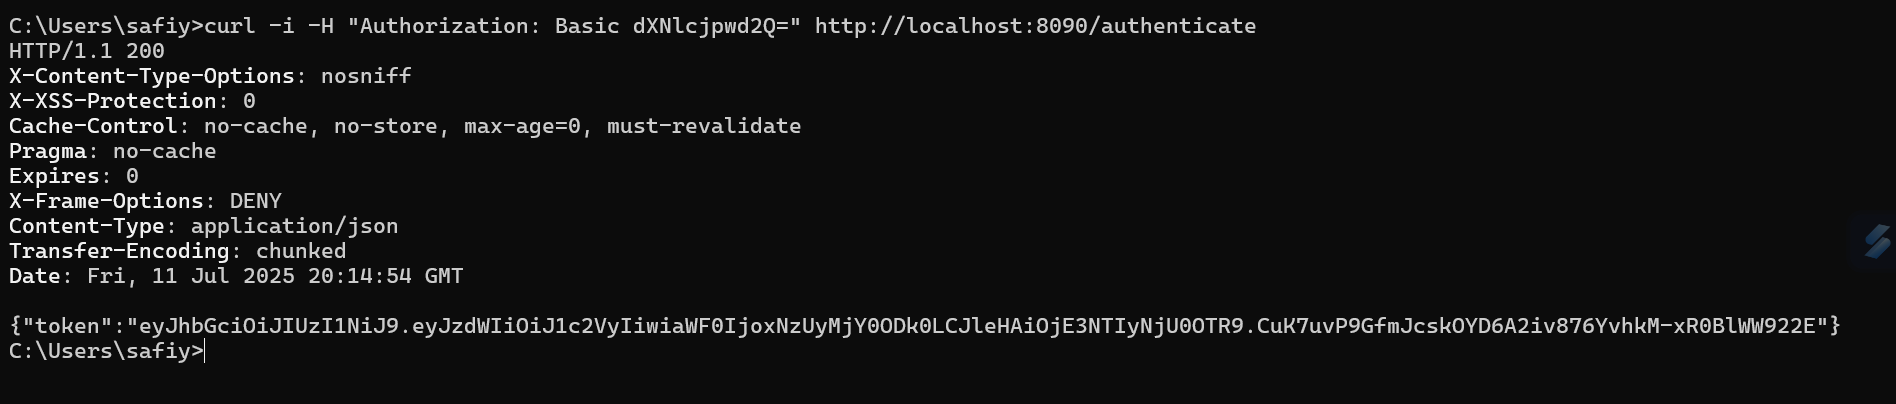 C:\Users\safiy>curl -i -H "Authorization: Basic dXNlcjpwd2Q=" http://localhost:8090/authenticate
HTTP/1.1 200
X-Content-Type-Options: nosniff
X-XSS-Protection: 0
Cache-Control: no-cache, no-store, max-age=0, must-revalidate
Pragma: no-cache
Expires: 0
X-Frame-Options: DENY
Content-Type: application/json
Transfer-Encoding: chunked
Date: Fri, 11 Jul 2025 20:14:54 GMT
{"token":"eyJhbGciOiJIUzI1NiJ9.eyJzdWIiOiJ1c2VyIiwiaWF0IjoxNzUyMjY0ODk0LCJleHAiOjE3NTIyNjU0OTR9.CuK7uvP9GfmJcskOYD6A2iv876YvhkM-xR0BlWW922E"}
C:\Users\safiy>